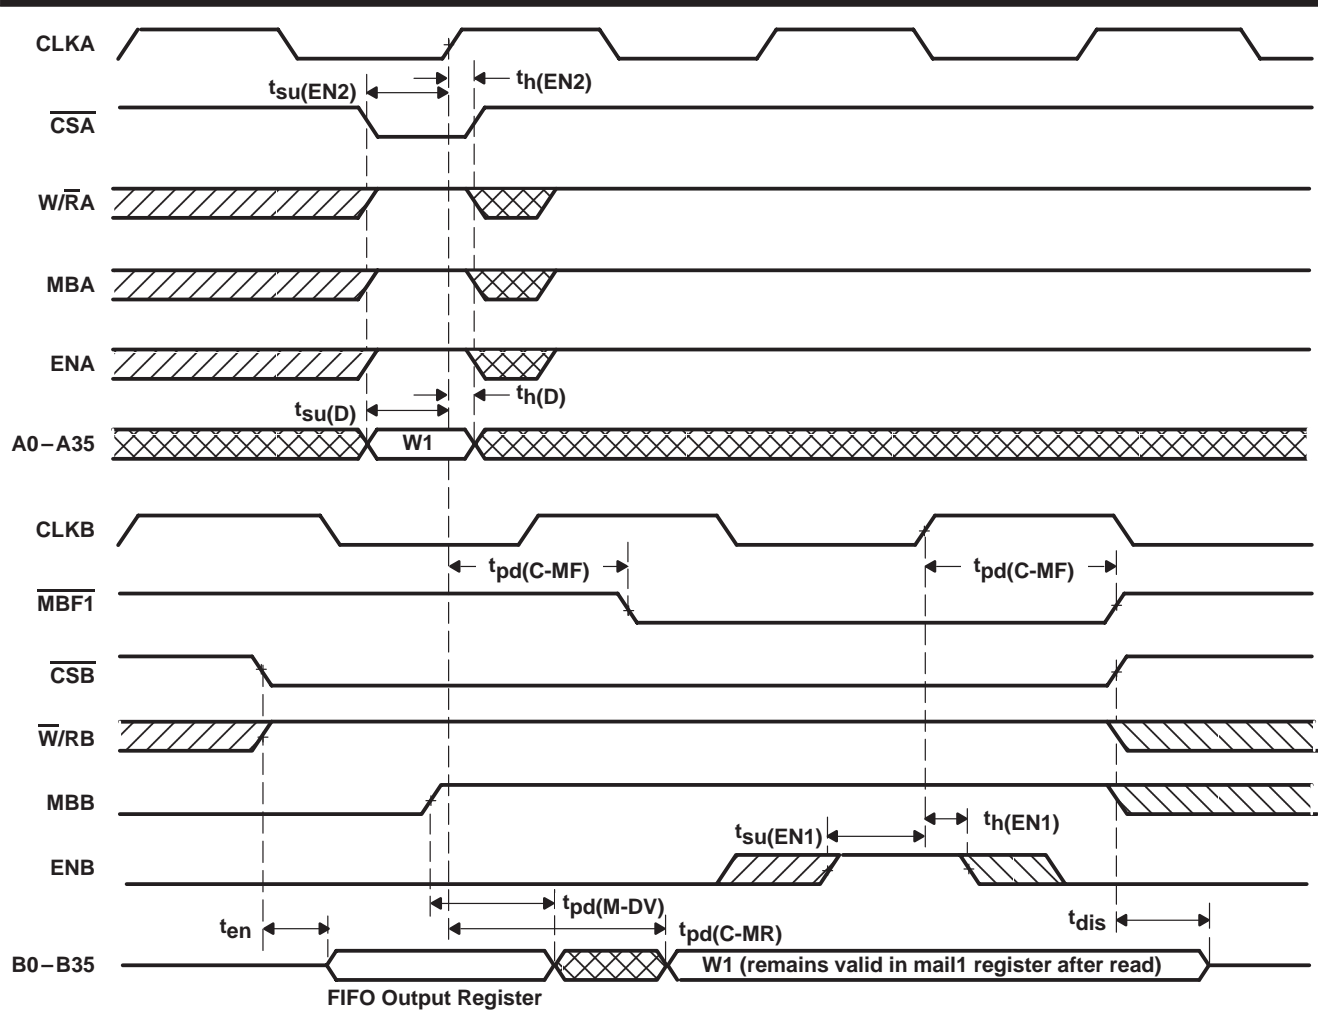 CLKA
tsu(EN2)
th(EN2)
CSA
W/RA
MBA
ENA
tsu(D)
th(D)
A0–A35
W1
CLKB
tpd(C-MF)
tpd(C-MF)
MBF1
CSB
W/RB
MBB
tsu(EN1)
th(EN1)
ENB
tpd(M-DV)
ten
tpd(C-MR)
tdis
B0–B35
W1 (remains valid in mail1 register after read)
FIFO Output Register